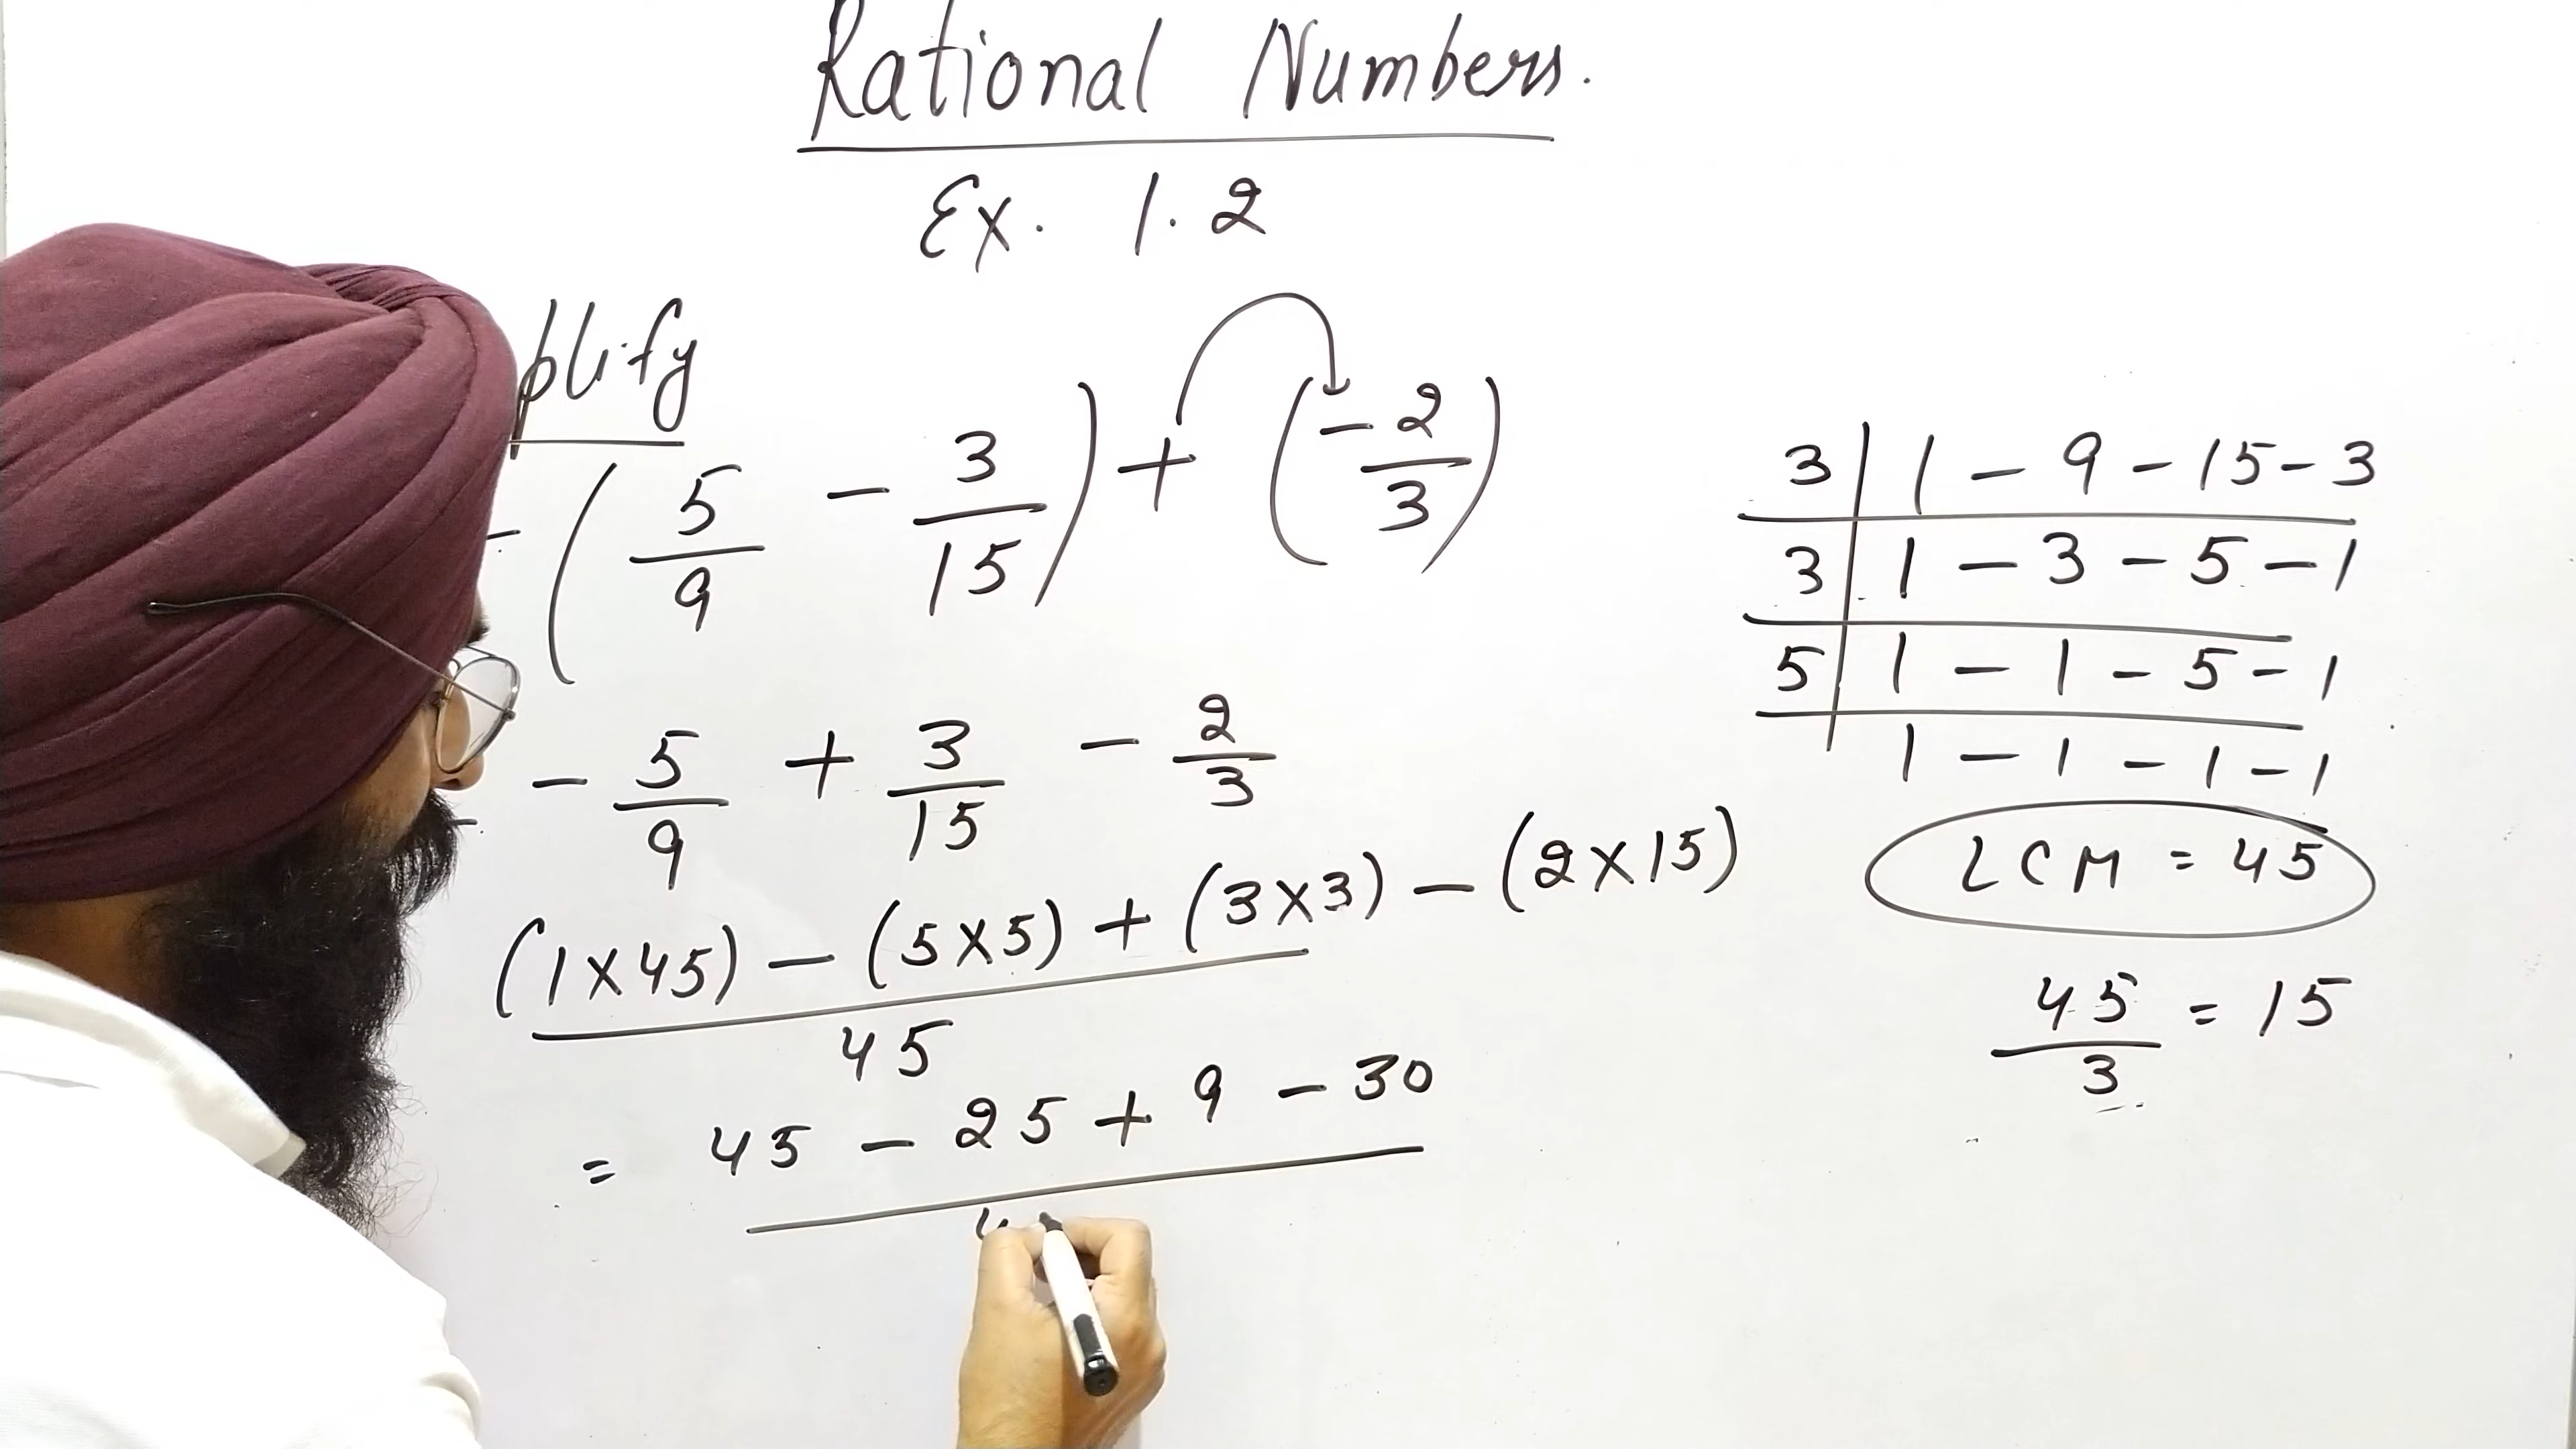 Rational Numbers.
Ex. 1.2
plify
- ( 5/9 - 3/15 ) + ( -2/3 )
- 5/9 + 3/15 - 2/3
(1×45) - (5×5) + (3×3) - (2×15)
45
= 45 - 25 + 9 - 30
4
3 | 1 - 9 - 15 - 3
3 | 1 - 3 - 5 - 1
5 | 1 - 1 - 5 - 1
1 - 1 - 1 - 1
LCM = 45
45/3 = 15